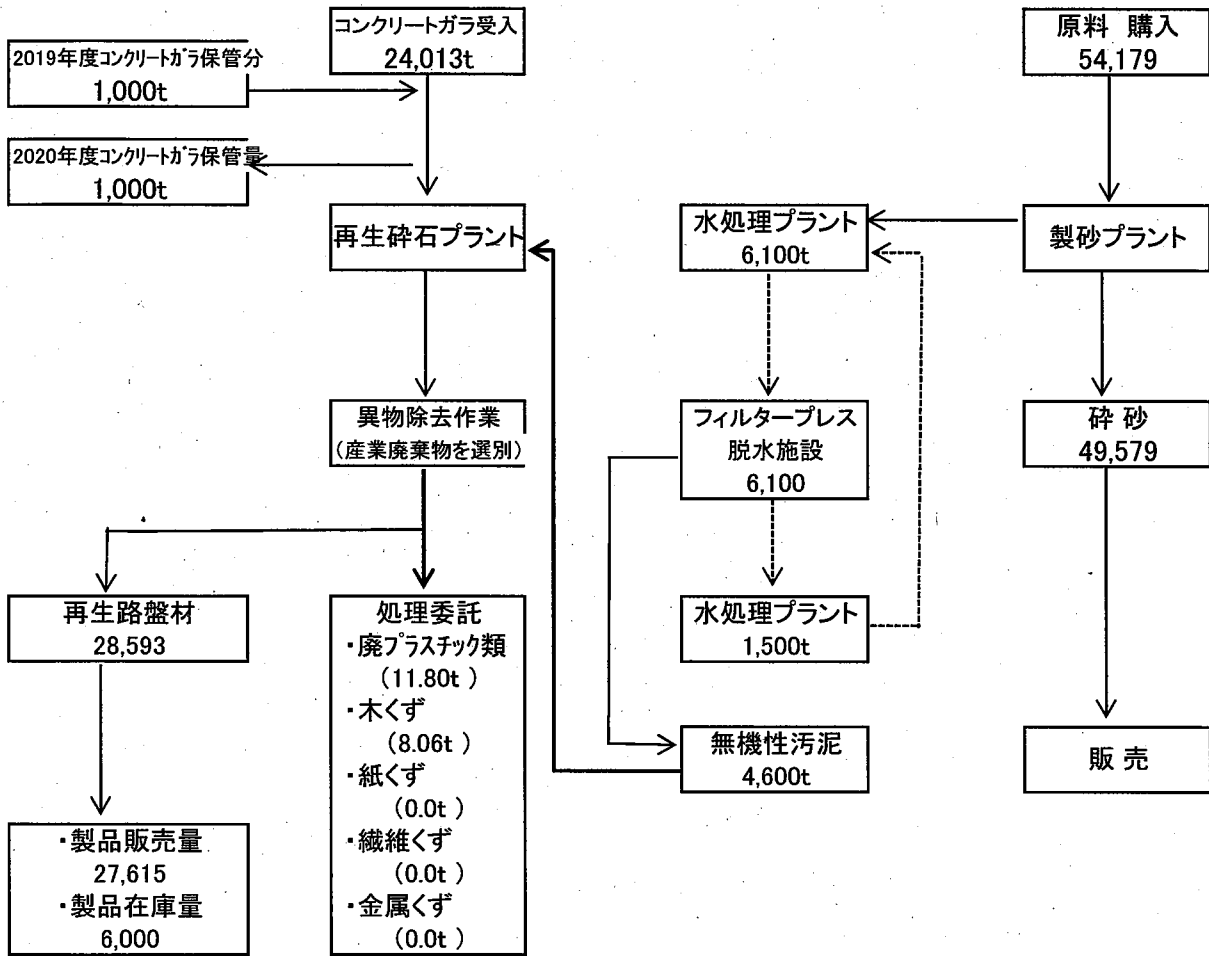 コンクリートガラ受入
24,013t
原料 購入
54,179
2019年度コンクリートガラ保管分
1,000t
2020年度コンクリートガラ保管量
1,000t
再生砕石プラント
水処理プラント
6,100t
製砂プラント
異物除去作業
(産業廃棄物を選別)
フィルタープレス
脱水施設
6,100
砕 砂
49,579
再生路盤材
28,593
処理委託
・廃プラスチック類
(11.80t )
・木くず
(8.06t )
・紙くず
(0.0t )
・繊維くず
(0.0t )
・金属くず
(0.0t )
水処理プラント
1,500t
無機性汚泥
4,600t
販 売
・製品販売量
27,615
・製品在庫量
6,000